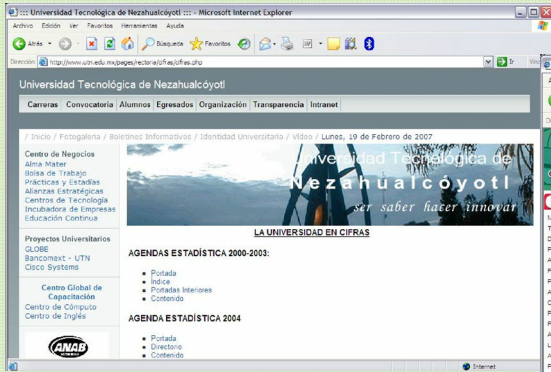 ::: Universidad Tecnológica de Nezahualcóyotl ::: - Microsoft Internet Explorer
Archivo Edición Ver Favoritos Herramientas Ayuda
Atrás Búsqueda Favoritos
Dirección http://www.utn.edu.mx/pages/rectoria/cifras/cifras.php Ir
Universidad Tecnológica de Nezahualcóyotl
Carreras Convocatoria Alumnos Egresados Organización Transparencia Intranet
/ Inicio / Fotogalería / Boletines Informativos / Identidad Universitaria / Vídeo / Lunes, 19 de Febrero de 2007
Centro de Negocios
Alma Mater
Bolsa de Trabajo
Prácticas y Estadías
Alianzas Estratégicas
Centros de Tecnología
Incubadora de Empresas
Educación Continua
Proyectos Universitarios
GLOBE
Bancomext - UTN
Cisco Systems
Centro Global de
Capacitación
Centro de Cómputo
Centro de Inglés
ANAB
Universidad Tecnológica de
Nezahualcóyotl
ser saber hacer innovar
LA UNIVERSIDAD EN CIFRAS
AGENDAS ESTADÍSTICA 2000-2003:
Portada
Índice
Portadas Interiores
Contenido
AGENDA ESTADÍSTICA 2004
Portada
Directorio
Contenido
Internet